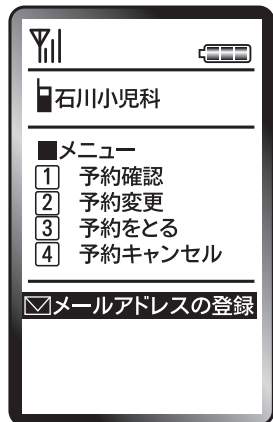 石川小児科
■メニュー
1 予約確認
2 予約変更
3 予約をとる
4 予約キャンセル
メールアドレスの登録